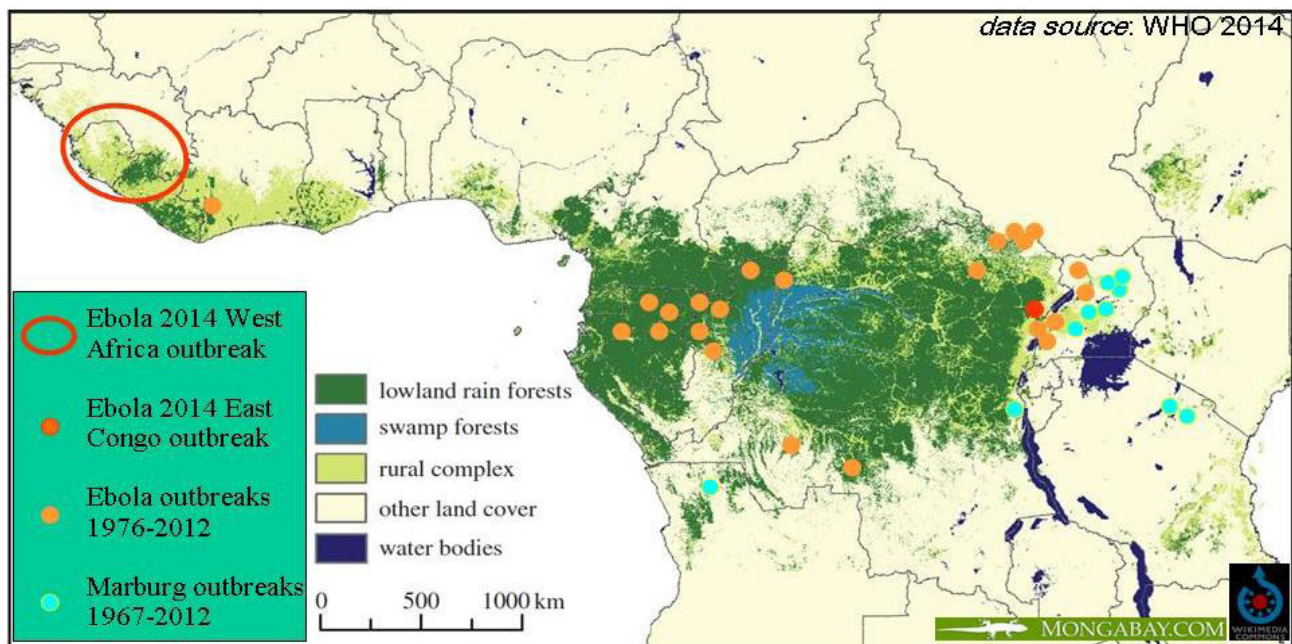 data source: WHO 2014
Ebola 2014 West
Africa outbreak
Ebola 2014 East
Congo outbreak
Ebola outbreaks
1976-2012
Marburg outbreaks
1967-2012
lowland rain forests
swamp forests
rural complex
other land cover
water bodies
0 500 1000 km
MONGABAY.COM
WIKIMEDIA
COMMONS